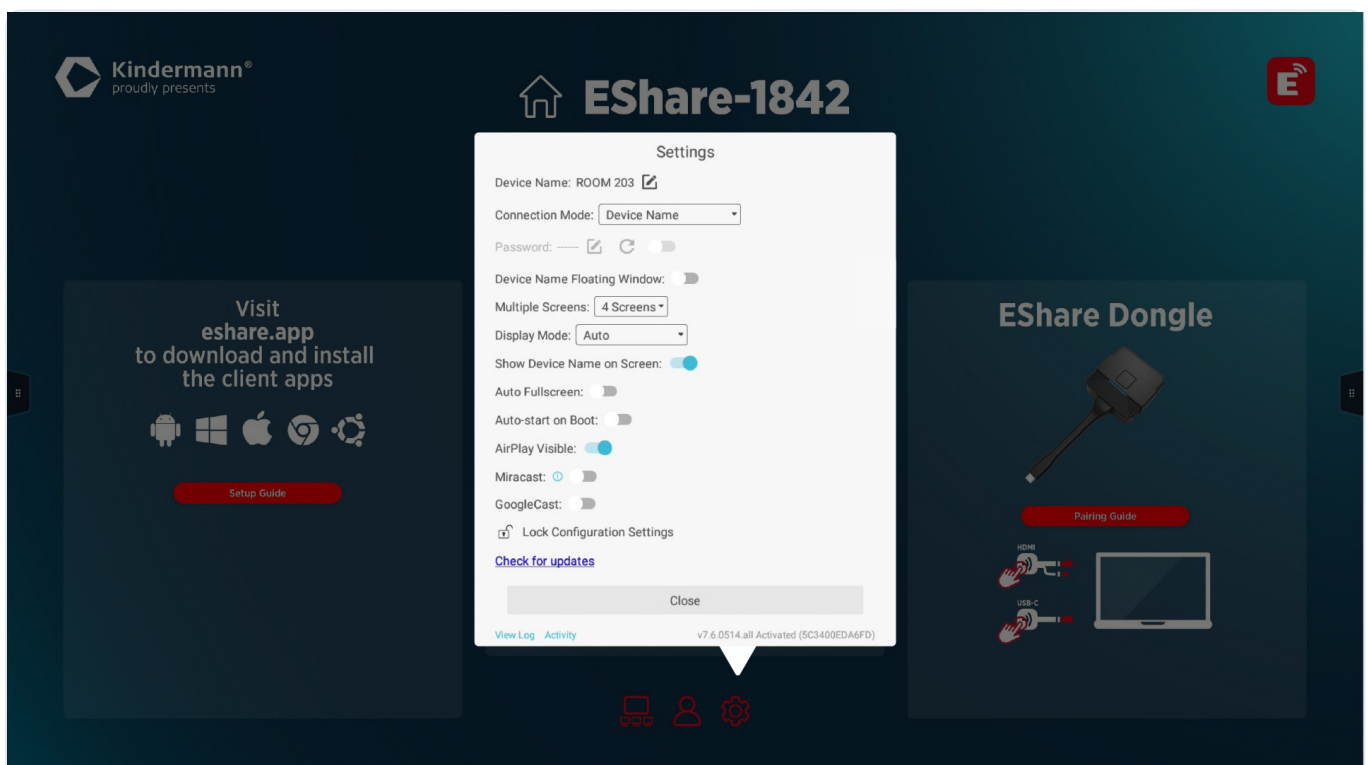 Kindermann®
proudly presents
EShare-1842
E
Settings
Device Name: ROOM 203
Connection Mode: Device Name
Password: ------
Device Name Floating Window:
Multiple Screens: 4 Screens
Display Mode: Auto
Show Device Name on Screen:
Auto Fullscreen:
Auto-start on Boot:
AirPlay Visible:
Miracast:
GoogleCast:
Lock Configuration Settings
Check for updates
Close
View Log Activity v7.6.0514.all Activated (5C3400EDA6FD)
Visit
eshare.app
to download and install
the client apps
Setup Guide
EShare Dongle
Pairing Guide
HDMI
USB-C